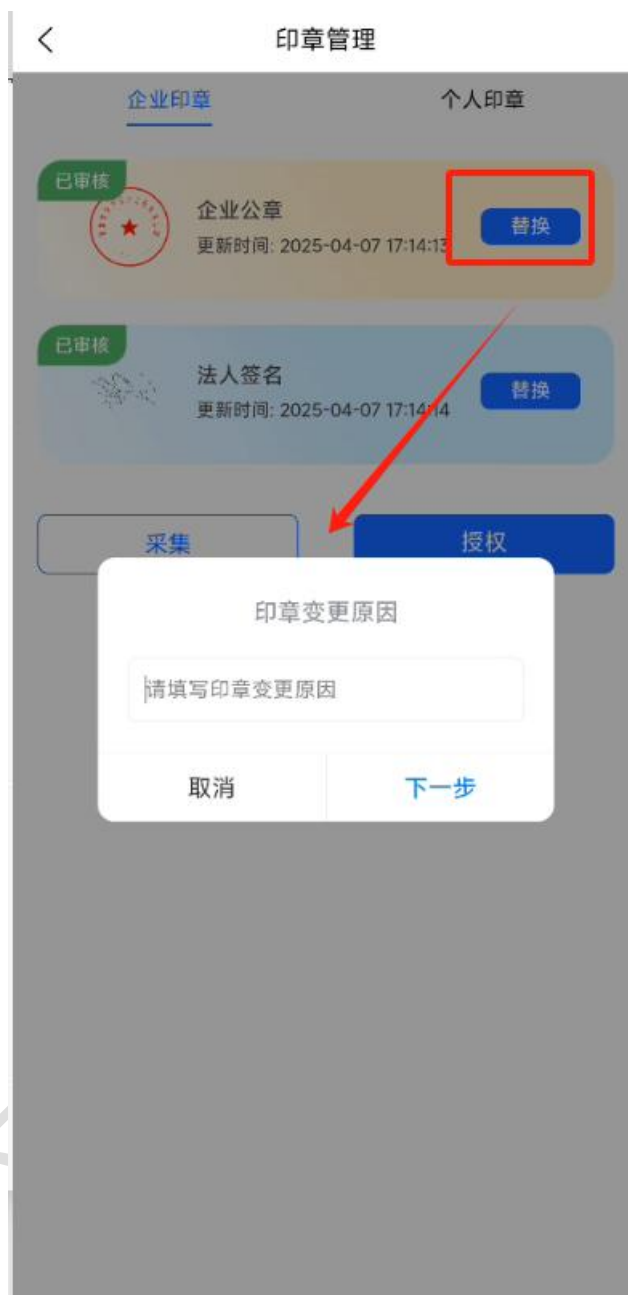 印章管理
企业印章
个人印章
已审核
企业公章
更新时间: 2025-04-07 17:14:13
替换
已审核
法人签名
更新时间: 2025-04-07 17:14:14
替换
采集
授权
印章变更原因
请填写印章变更原因
取消
下一步